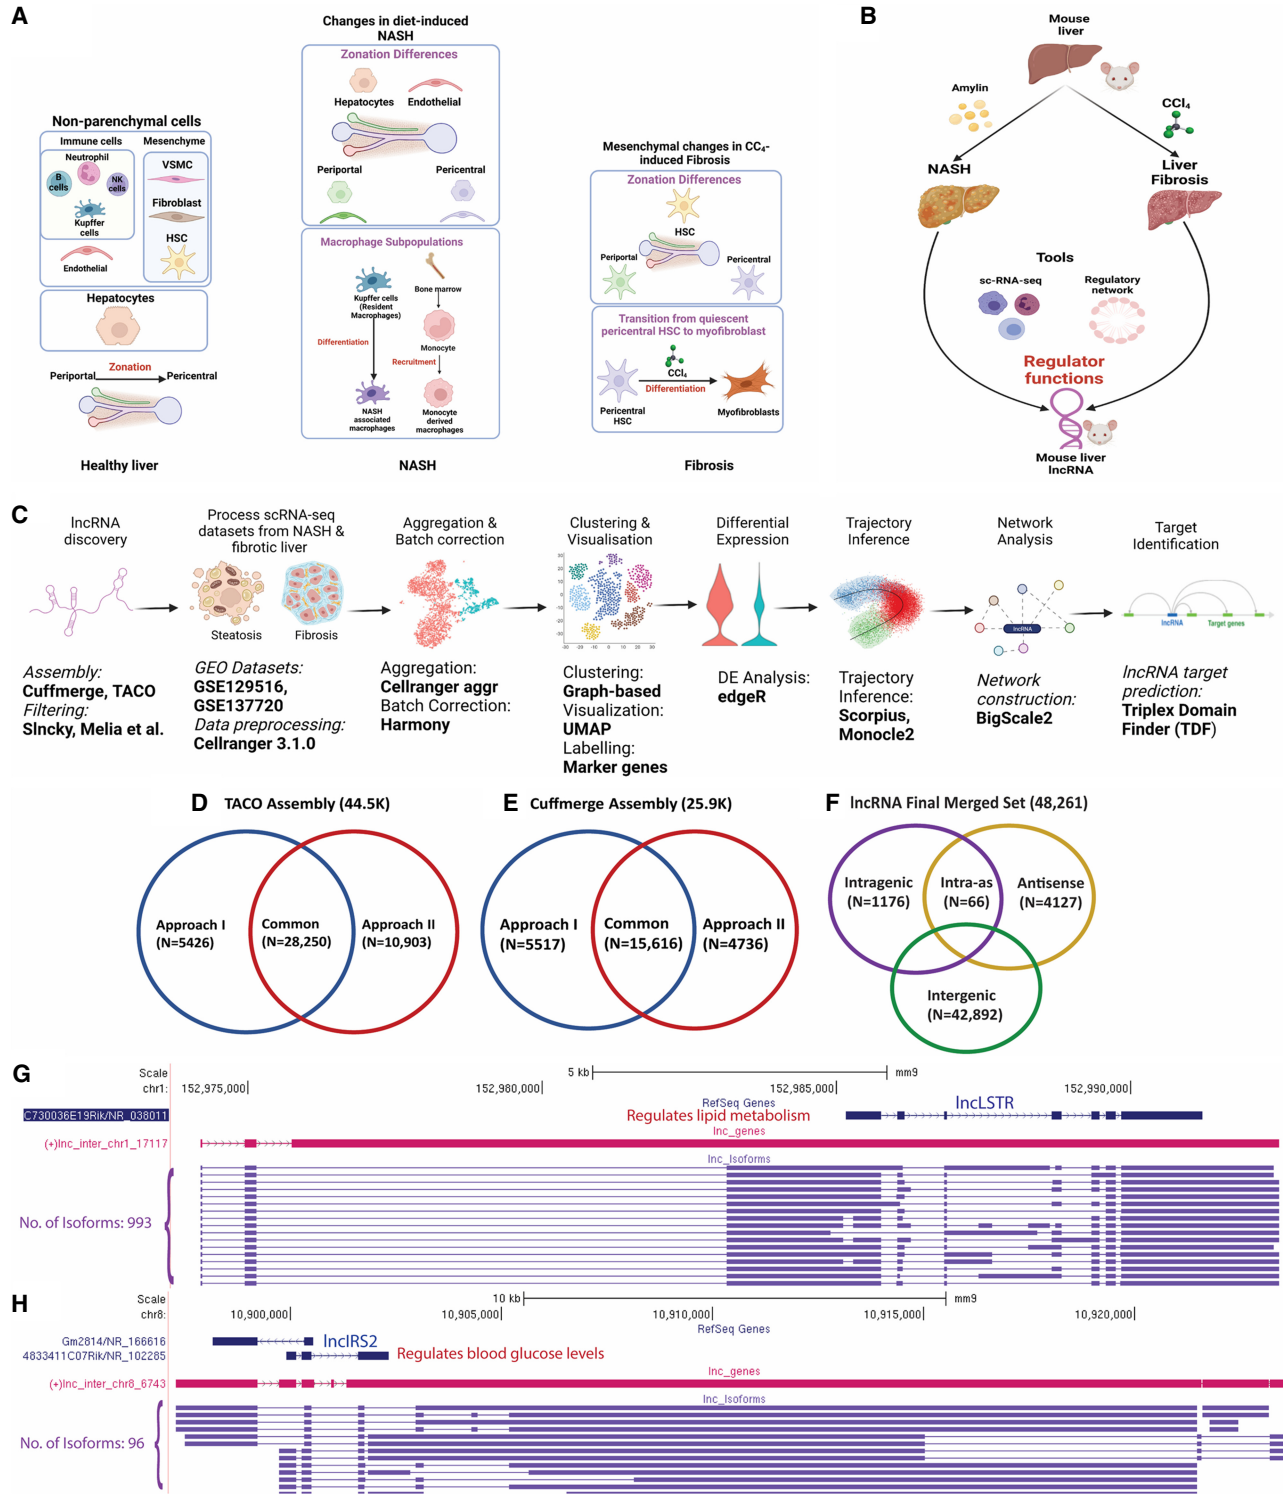 A
Changes in diet-induced
NASH
Zonation Differences
Hepatocytes
Endothelial
Periportal
Pericentral
Macrophage Subpopulations
Kupffer cells
(Resident
Macrophages)
Bone marrow
Monocyte
Differentiation
Recruitment
NASH
associated
macrophages
Monocyte
derived
macrophages
NASH
Non-parenchymal cells
Immune cells
Mesenchyme
Neutrophil
B
cells
NK
cells
Kupffer
cells
Endothelial
VSMC
Fibroblast
HSC
Hepatocytes
Zonation
Periportal
Pericentral
Healthy liver
Mesenchymal changes in CC₄-
induced Fibrosis
Zonation Differences
HSC
Periportal
Pericentral
Transition from quiescent
pericentral HSC to myofibroblast
CCl₄
Differentiation
Pericentral
HSC
Myofibroblasts
Fibrosis
B
Mouse
liver
Amylin
CCl₄
NASH
Liver
Fibrosis
Tools
sc-RNA-seq
Regulatory
network
Regulator
functions
Mouse liver
lncRNA
C
lncRNA
discovery
Assembly:
Cuffmerge, TACO
Filtering:
Slncky, Melia et al.
Process scRNA-seq
datasets from NASH &
fibrotic liver
Steatosis
Fibrosis
GEO Datasets:
GSE129516,
GSE137720
Data preprocessing:
Cellranger 3.1.0
Aggregation &
Batch correction
Aggregation:
Cellranger aggr
Batch Correction:
Harmony
Clustering &
Visualisation
Clustering:
Graph-based
Visualization:
UMAP
Labelling:
Marker genes
Differential
Expression
DE Analysis:
edgeR
Trajectory
Inference
Trajectory
Inference:
Scorpius,
Monocle2
Network
Analysis
lncRNA
Network
construction:
BigScale2
Target
Identification
lncRNA
Target genes
lncRNA target
prediction:
Triplex Domain
Finder (TDF)
D
TACO Assembly (44.5K)
Approach I
(N=5426)
Common
(N=28,250)
Approach II
(N=10,903)
E
Cuffmerge Assembly (25.9K)
Approach I
(N=5517)
Common
(N=15,616)
Approach II
(N=4736)
F
lncRNA Final Merged Set (48,261)
Intragenic
(N=1176)
Intra-as
(N=66)
Antisense
(N=4127)
Intergenic
(N=42,892)
G
Scale
5 kb
mm9
chr1:
152,975,000
152,980,000
152,985,000
152,990,000
RefSeq Genes
C730036E19Rik/NR_038011
Regulates lipid metabolism
lncLSTR
lnc_genes
(+)lnc_inter_chr1_17117
lnc_Isoforms
No. of Isoforms: 993
H
Scale
10 kb
mm9
chr8:
10,900,000
10,905,000
10,910,000
10,915,000
10,920,000
RefSeq Genes
Gm2814/NR_166616
lncIRS2
4833411C07Rik/NR_102285
Regulates blood glucose levels
lnc_genes
(+)lnc_inter_chr8_6743
lnc_Isoforms
No. of Isoforms: 96